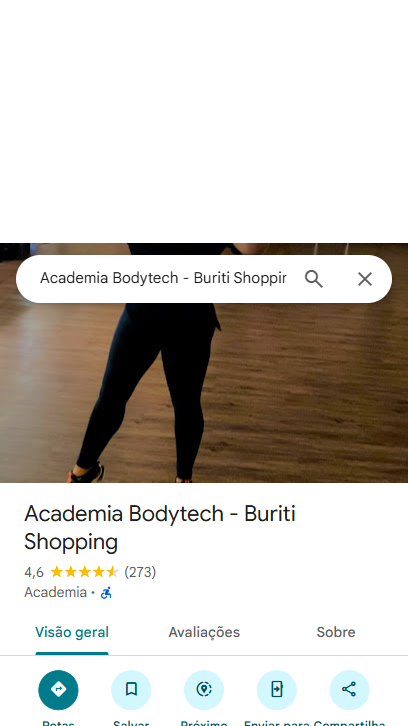 Academia Bodytech - Buriti Shoppir
Academia Bodytech - Buriti
Shopping
4,6 (273)
Academia ·
Visão geral Avaliações Sobre
Rotas Salvar Próximo Enviar para Compartilha